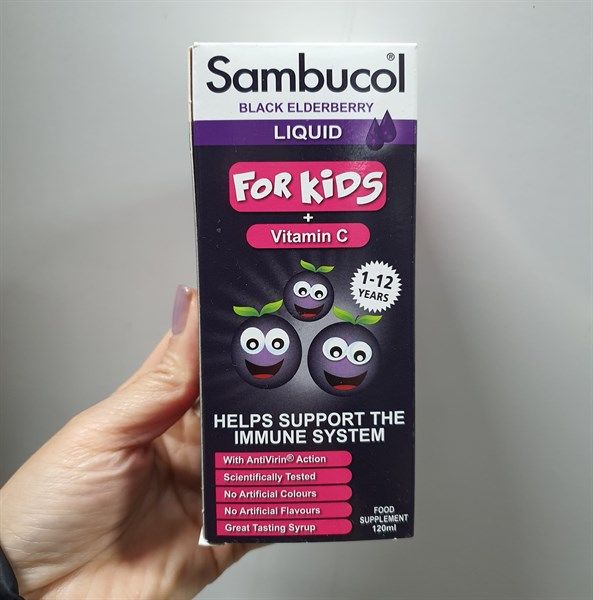 Sambucol®
BLACK ELDERBERRY
LIQUID
FOR KiDS
+
Vitamin C
1-12
YEARS
HELPS SUPPORT THE
IMMUNE SYSTEM
With AntiVirin® Action
Scientifically Tested
No Artificial Colours
No Artificial Flavours
Great Tasting Syrup
FOOD
SUPPLEMENT
120ml